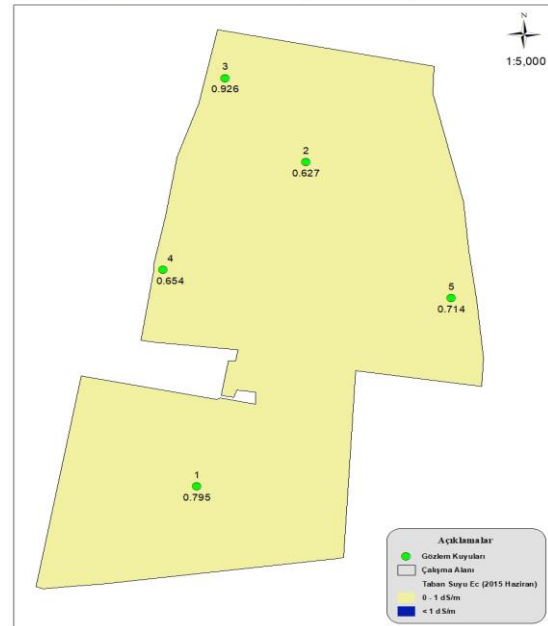 N
1:5,000
3
0.926
2
0.627
4
0.654
5
0.714
1
0.795
Açıklamalar
Gözlem Kuyuları
Çalışma Alanı
Taban Suyu Ec (2015 Haziran)
0 - 1 dS/m
< 1 dS/m